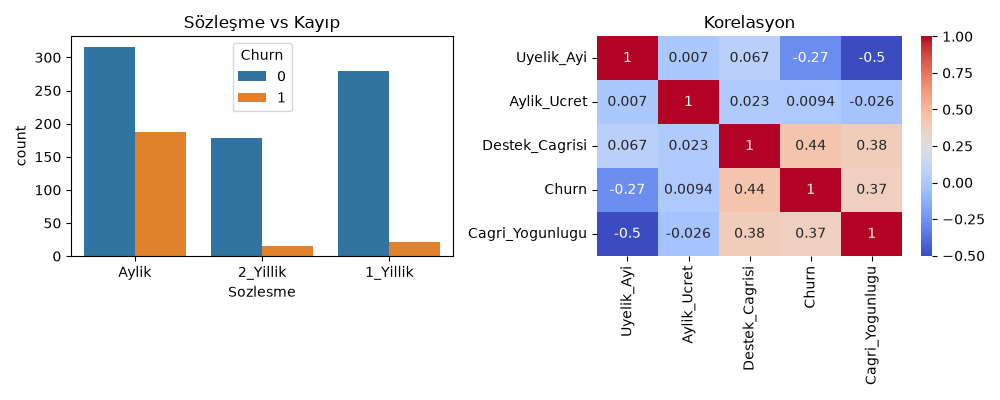 Sözleşme vs Kayıp
Churn
0
1
300
250
200
150
100
50
0
count
Aylik
2_Yillik
1_Yillik
Sozlesme
Korelasyon
Uyelik_Ayi
1 0.007 0.067 -0.27 -0.5
Aylik_Ucret
0.007 1 0.023 0.0094 -0.026
Destek_Cagrisi
0.067 0.023 1 0.44 0.38
Churn
-0.27 0.0094 0.44 1 0.37
Cagri_Yogunlugu
-0.5 -0.026 0.38 0.37 1
Uyelik_Ayi
Aylik_Ucret
Destek_Cagrisi
Churn
Cagri_Yogunlugu
1.00
0.75
0.50
0.25
0.00
-0.25
-0.50